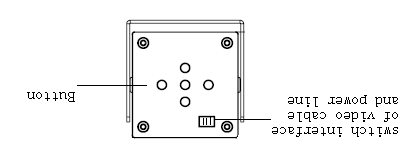 switch interface
of video cable
and power line
Button